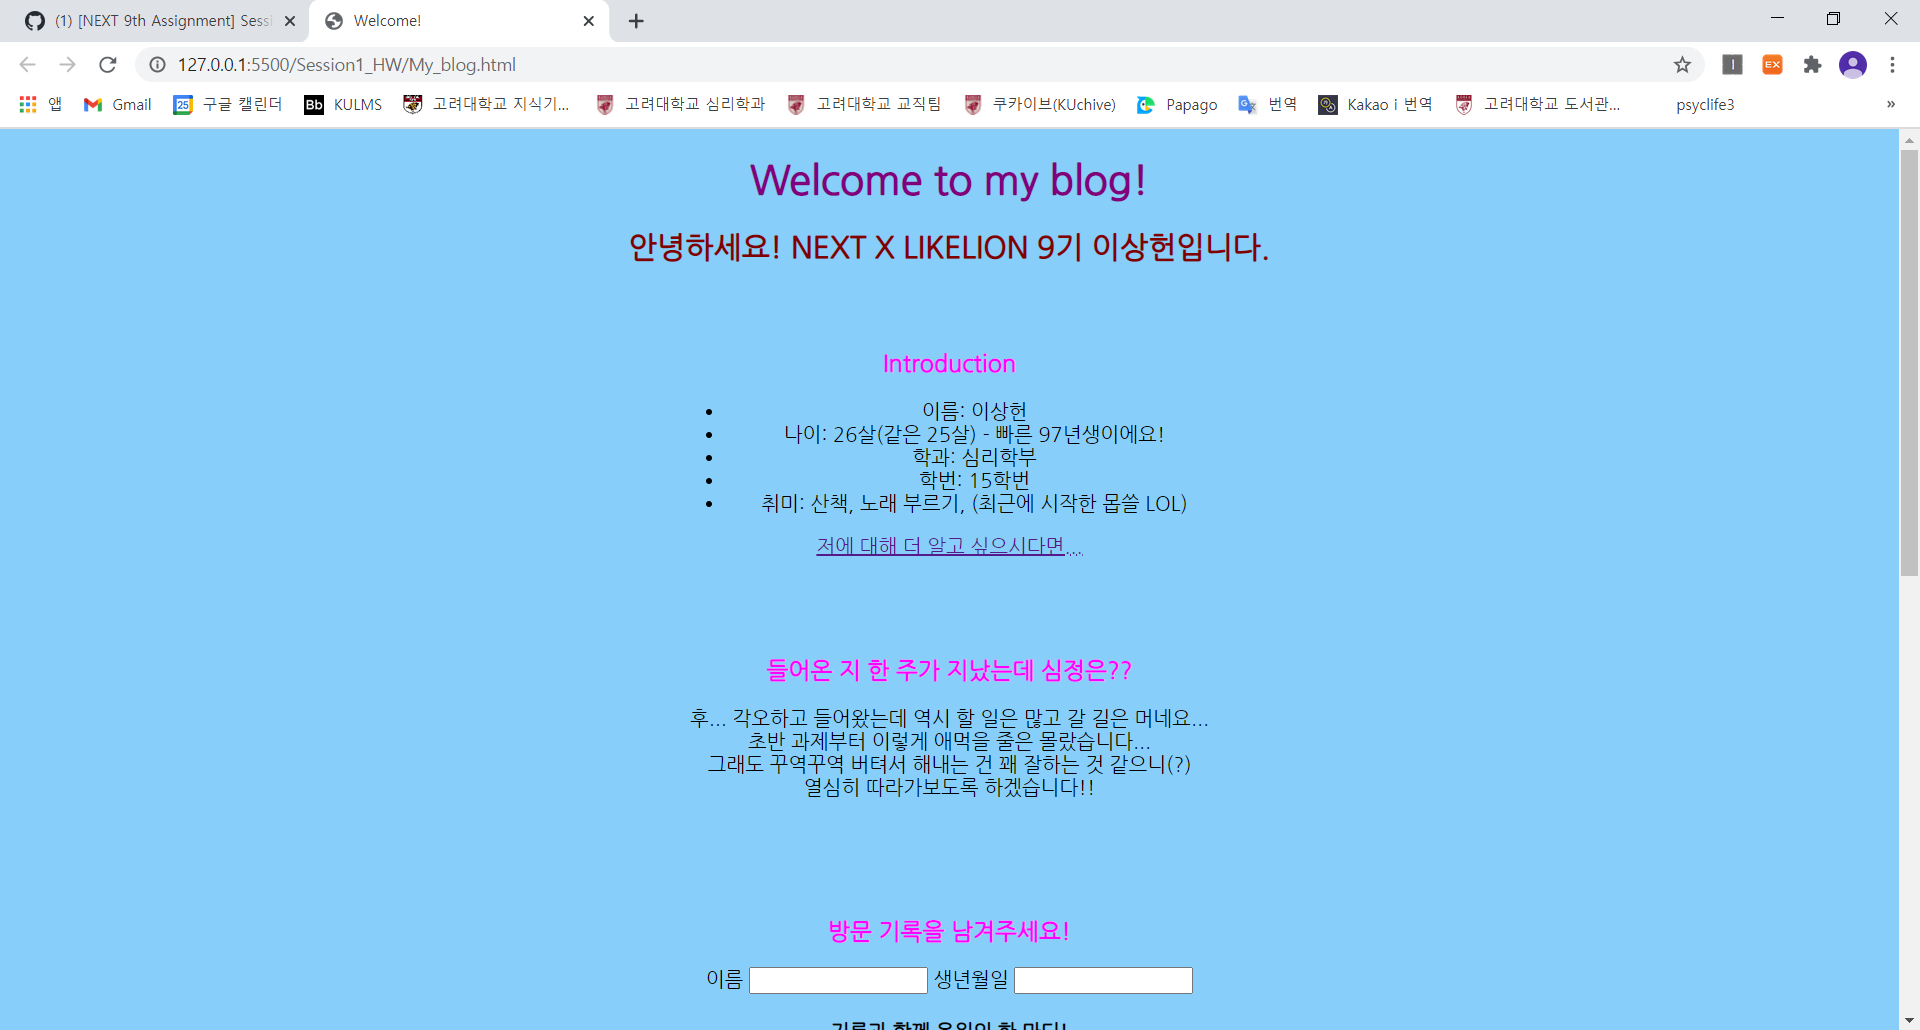 (1) [NEXT 9th Assignment] Sess
Welcome!
127.0.0.1:5500/Session1_HW/My_blog.html
앱 Gmail 구글 캘린더 KULMS 고려대학교 지식기... 고려대학교 심리학과 고려대학교 교직팀 쿠카이브(KUchive) Papago 번역 Kakao i 번역 고려대학교 도서관... psyclife3 »
Welcome to my blog!
안녕하세요! NEXT X LIKELION 9기 이상헌입니다.
Introduction
• 이름: 이상헌
• 나이: 26살(같은 25살) - 빠른 97년생이에요!
• 학과: 심리학부
• 학번: 15학번
• 취미: 산책, 노래 부르기, (최근에 시작한 몹쓸 LOL)
저에 대해 더 알고 싶으시다면...
들어온 지 한 주가 지났는데 심정은??
후... 각오하고 들어왔는데 역시 할 일은 많고 갈 길은 머네요...
초반 과제부터 이렇게 애먹을 줄은 몰랐습니다...
그래도 꾸역꾸역 버텨서 해내는 건 꽤 잘하는 것 같으니(?)
열심히 따라가보도록 하겠습니다!!
방문 기록을 남겨주세요!
이름 생년월일